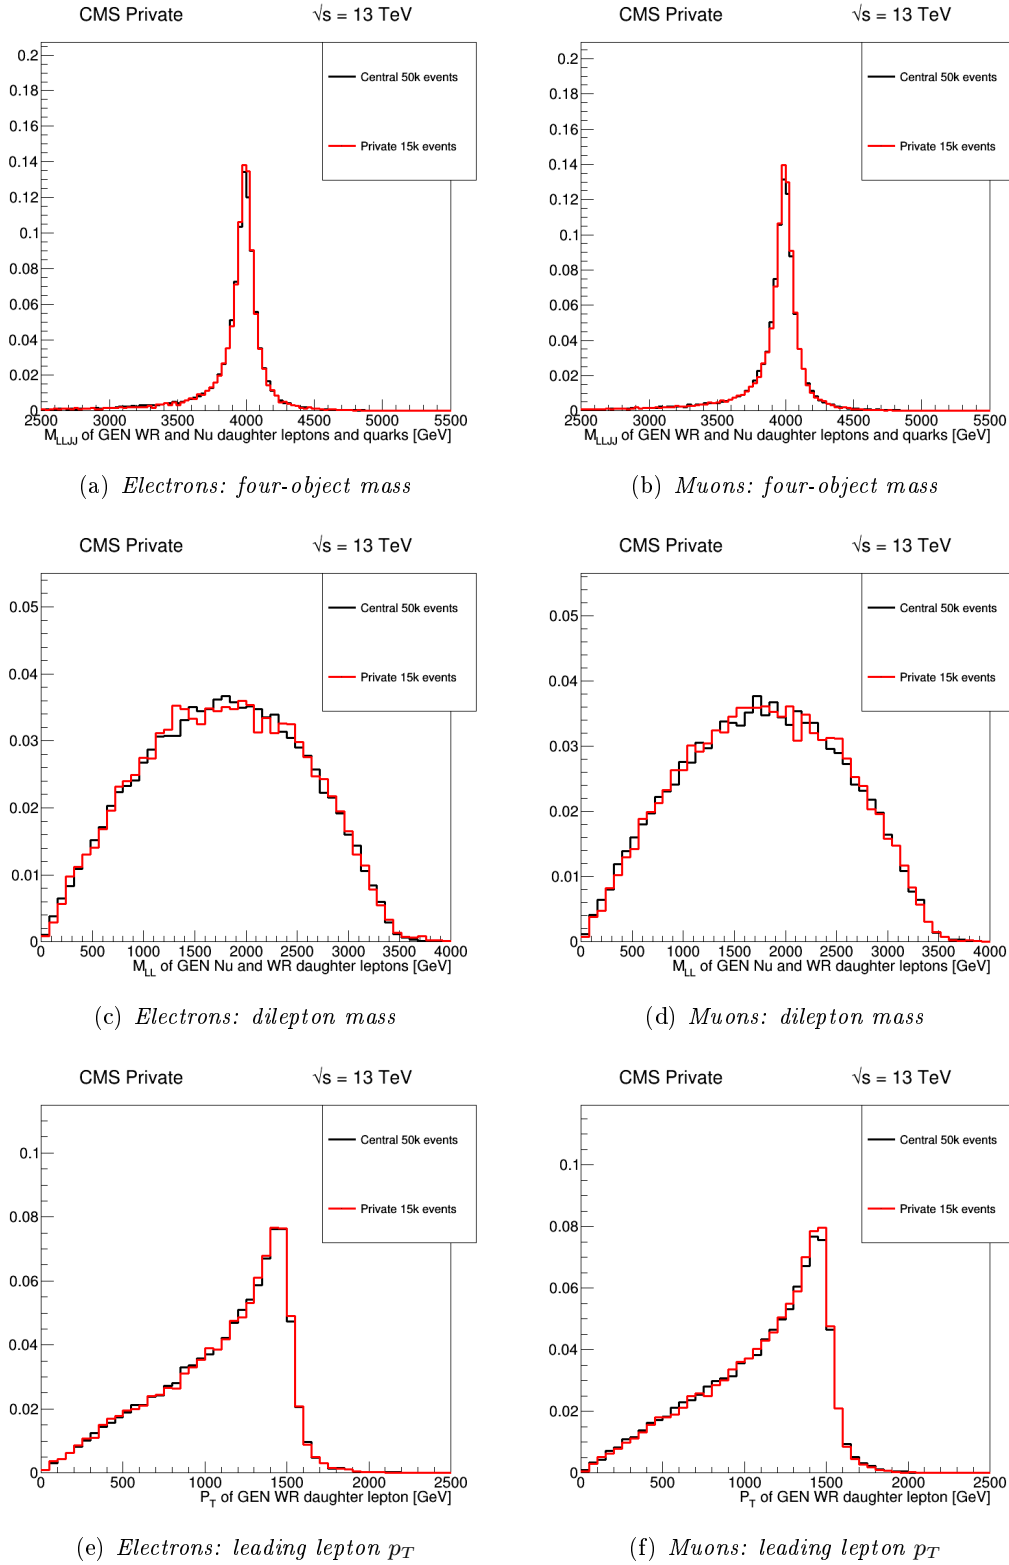 CMS Private √s = 13 TeV
0.2
0.18
0.16
0.14
0.12
0.1
0.08
0.06
0.04
0.02
0
2500 3000 3500 4000 4500 5000 5500
Central 50k events
Private 15k events
M_LLJJ of GEN WR and Nu daughter leptons and quarks [GeV]
(a) Electrons: four-object mass
CMS Private √s = 13 TeV
0.2
0.18
0.16
0.14
0.12
0.1
0.08
0.06
0.04
0.02
0
2500 3000 3500 4000 4500 5000 5500
Central 50k events
Private 15k events
M_LLJJ of GEN WR and Nu daughter leptons and quarks [GeV]
(b) Muons: four-object mass
CMS Private √s = 13 TeV
0.05
0.04
0.03
0.02
0.01
0
0 500 1000 1500 2000 2500 3000 3500 4000
Central 50k events
Private 15k events
M_LL of GEN Nu and WR daughter leptons [GeV]
(c) Electrons: dilepton mass
CMS Private √s = 13 TeV
0.05
0.04
0.03
0.02
0.01
0
0 500 1000 1500 2000 2500 3000 3500 4000
Central 50k events
Private 15k events
M_LL of GEN Nu and WR daughter leptons [GeV]
(d) Muons: dilepton mass
CMS Private √s = 13 TeV
0.1
0.08
0.06
0.04
0.02
0
0 500 1000 1500 2000 2500
Central 50k events
Private 15k events
P_T of GEN WR daughter lepton [GeV]
(e) Electrons: leading lepton p_T
CMS Private √s = 13 TeV
0.1
0.08
0.06
0.04
0.02
0
0 500 1000 1500 2000 2500
Central 50k events
Private 15k events
P_T of GEN WR daughter lepton [GeV]
(f) Muons: leading lepton p_T